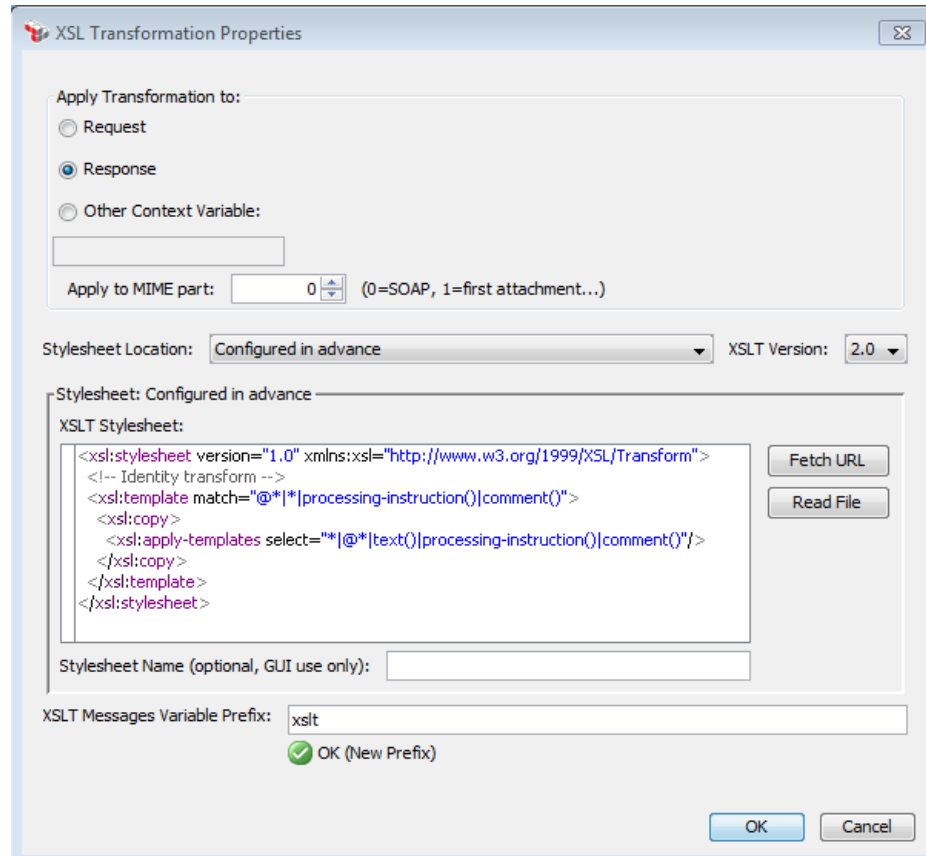 XSL Transformation Properties
Apply Transformation to:
Request
Response
Other Context Variable:
Apply to MIME part: 0 (0=SOAP, 1=first attachment...)
Stylesheet Location: Configured in advance XSLT Version: 2.0
Stylesheet: Configured in advance
XSLT Stylesheet:
<xsl:stylesheet version="1.0" xmlns:xsl="http://www.w3.org/1999/XSL/Transform">
<!-- Identity transform -->
<xsl:template match="@*|*|processing-instruction()|comment()">
<xsl:copy>
<xsl:apply-templates select="*|@*|text()|processing-instruction()|comment()"/>
</xsl:copy>
</xsl:template>
</xsl:stylesheet>
Fetch URL
Read File
Stylesheet Name (optional, GUI use only):
XSLT Messages Variable Prefix: xslt
OK (New Prefix)
OK Cancel